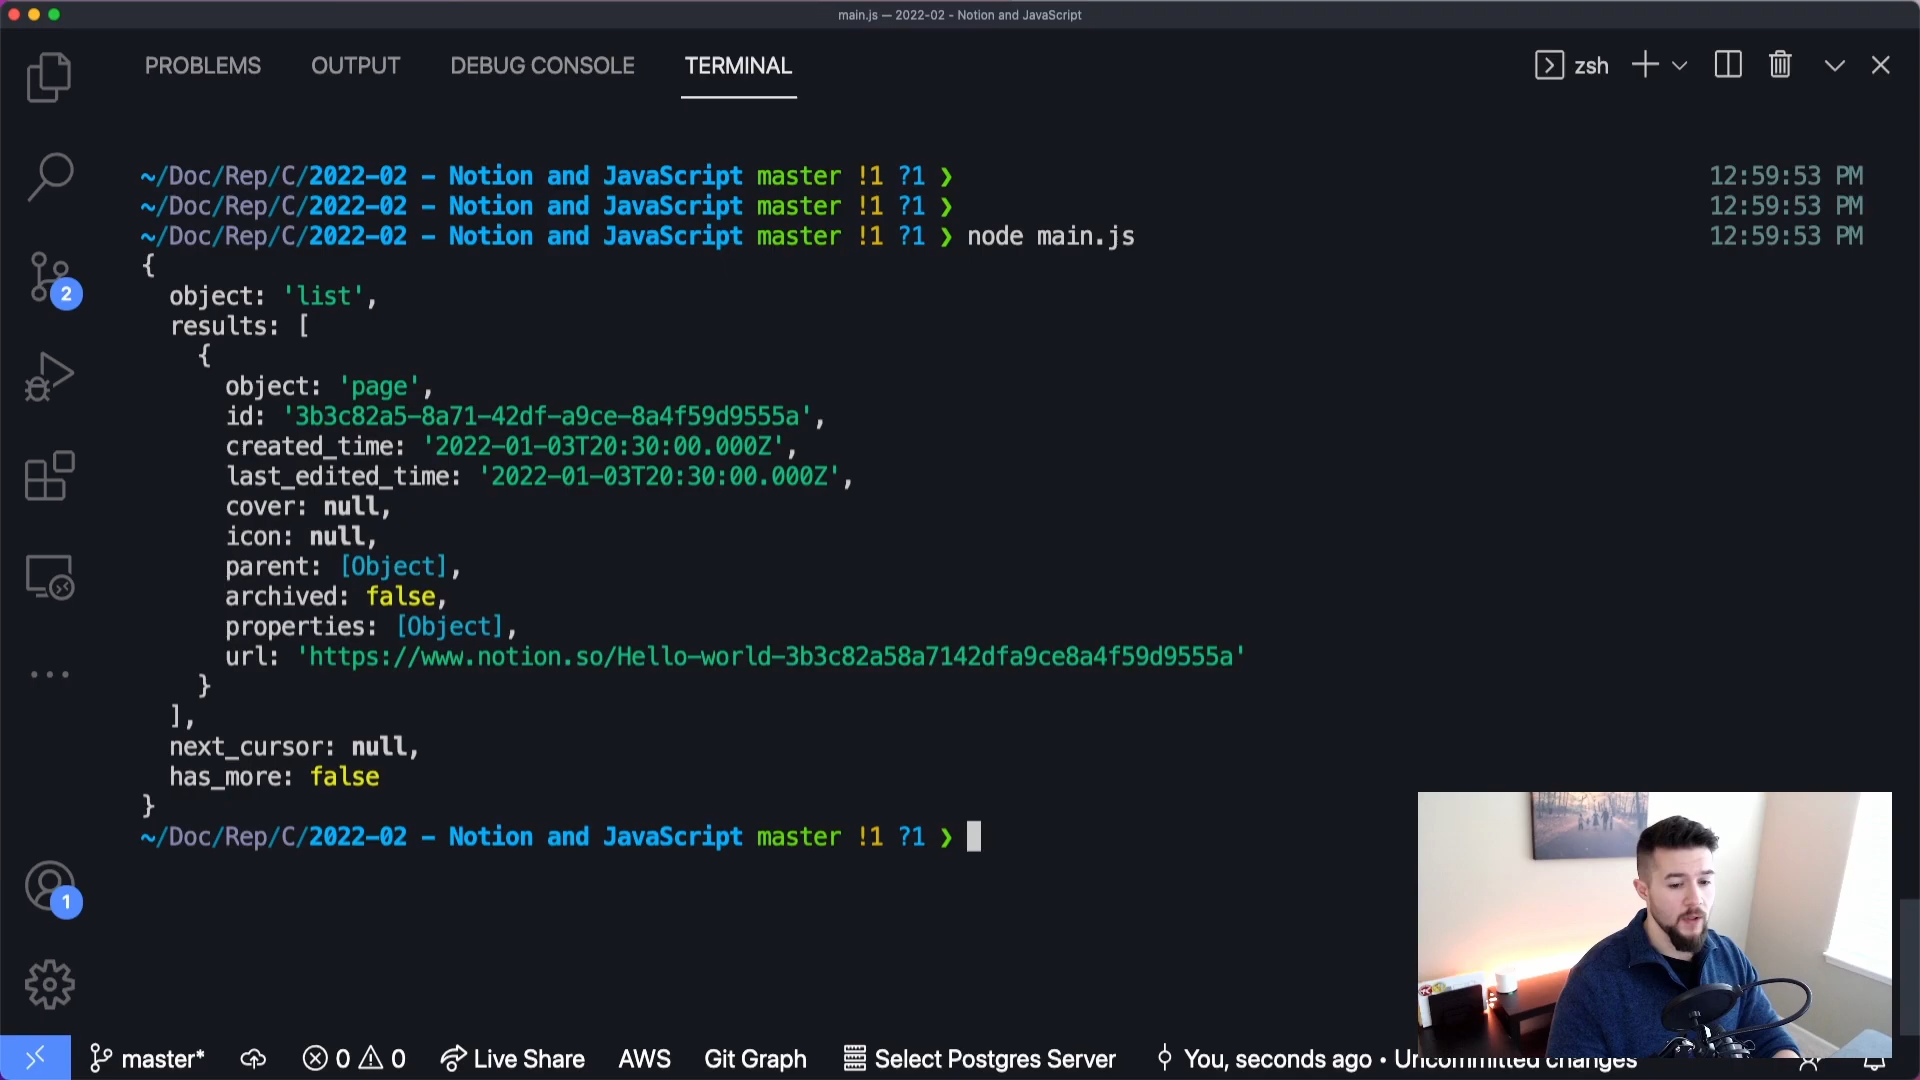 main.js — 2022-02 - Notion and JavaScript
PROBLEMS OUTPUT DEBUG CONSOLE TERMINAL zsh
~/Doc/Rep/C/2022-02 - Notion and JavaScript master !1 ?1 ❯ 12:59:53 PM
~/Doc/Rep/C/2022-02 - Notion and JavaScript master !1 ?1 ❯ 12:59:53 PM
~/Doc/Rep/C/2022-02 - Notion and JavaScript master !1 ?1 ❯ node main.js 12:59:53 PM
{
  object: 'list',
  results: [
    {
      object: 'page',
      id: '3b3c82a5-8a71-42df-a9ce-8a4f59d9555a',
      created_time: '2022-01-03T20:30:00.000Z',
      last_edited_time: '2022-01-03T20:30:00.000Z',
      cover: null,
      icon: null,
      parent: [Object],
      archived: false,
      properties: [Object],
      url: 'https://www.notion.so/Hello-world-3b3c82a58a7142dfa9ce8a4f59d9555a'
    }
  ],
  next_cursor: null,
  has_more: false
}
~/Doc/Rep/C/2022-02 - Notion and JavaScript master !1 ?1 ❯
2
1
master* 0 0 Live Share AWS Git Graph Select Postgres Server You, seconds ago • Uncommitted changes